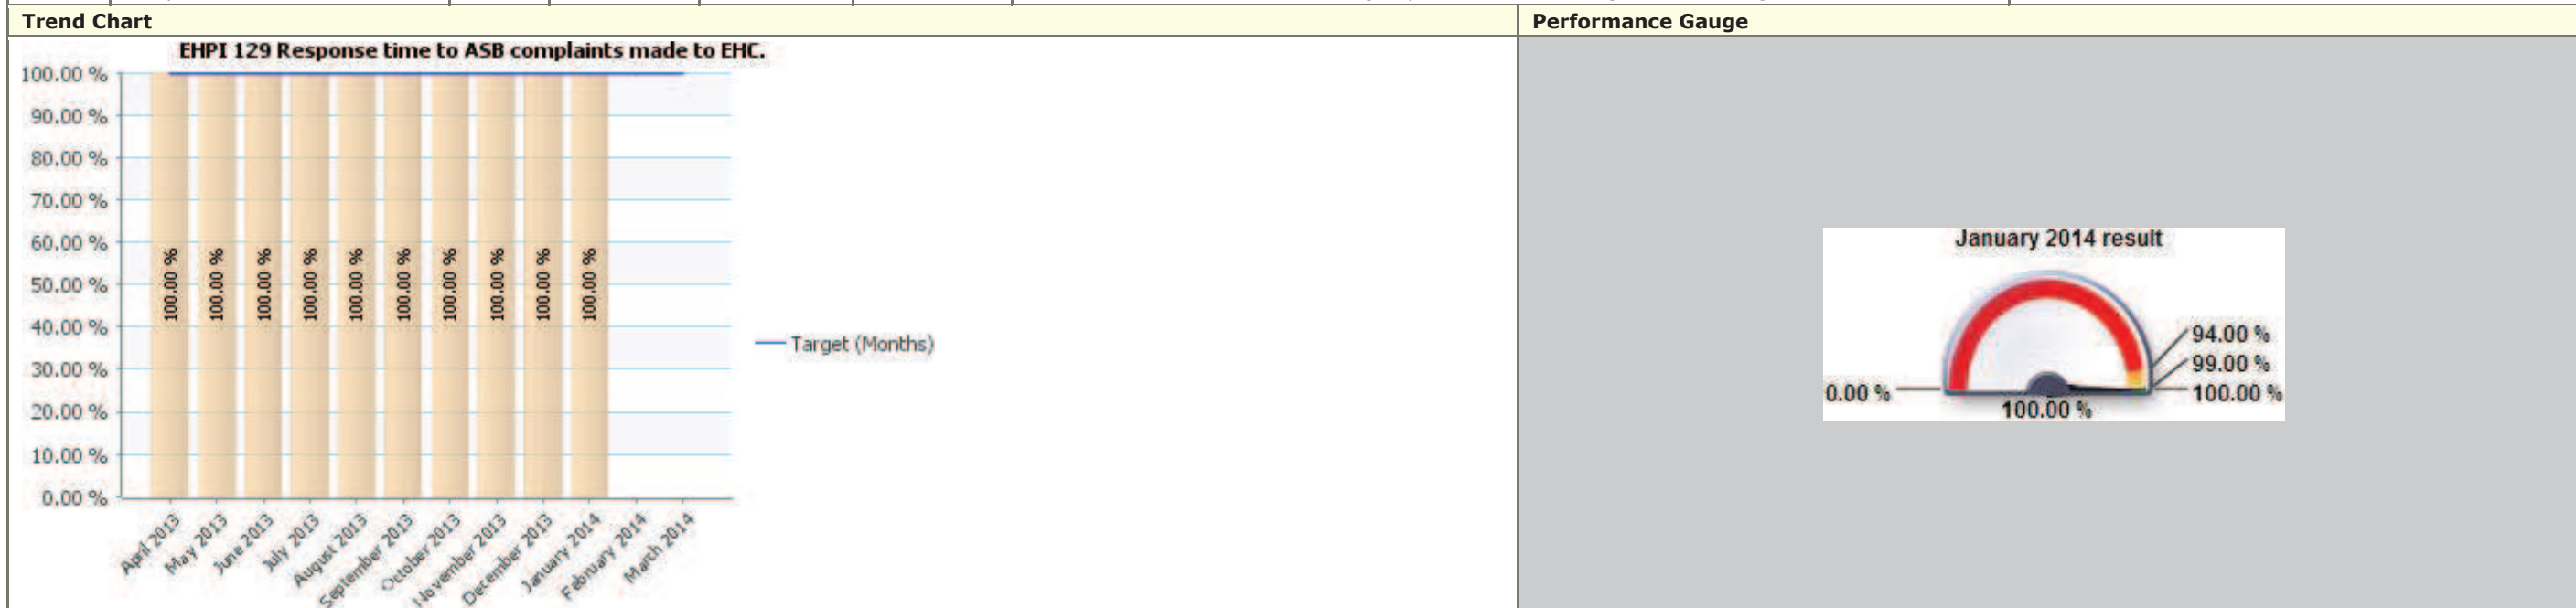 Trend Chart
Performance Gauge
EHPI 129 Response time to ASB complaints made to EHC.
100.00 %
90.00 %
80.00 %
70.00 %
60.00 %
50.00 %
40.00 %
30.00 %
20.00 %
10.00 %
0.00 %
100.00 %
100.00 %
100.00 %
100.00 %
100.00 %
100.00 %
100.00 %
100.00 %
100.00 %
100.00 %
April 2013
May 2013
June 2013
July 2013
August 2013
September 2013
October 2013
November 2013
December 2013
January 2014
February 2014
March 2014
Target (Months)
January 2014 result
94.00 %
99.00 %
0.00 %
100.00 %
100.00 %